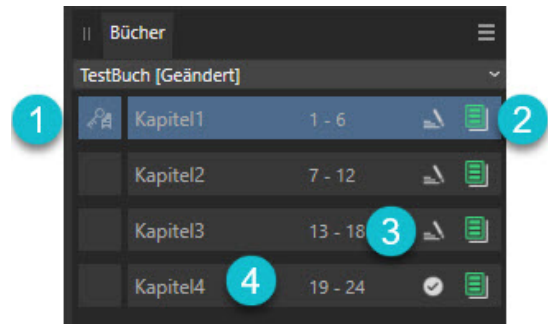 Bücher
TestBuch [Geändert]
1 Kapitel1 1 - 6 2
Kapitel2 7 - 12
Kapitel3 13 - 18 3
Kapitel4 4 19 - 24